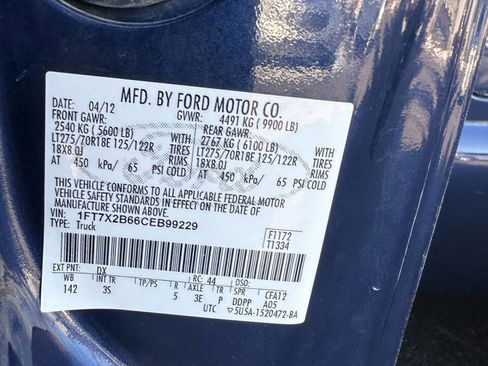 MFD. BY FORD MOTOR CO.
DATE: 04/12 GVWR: 4491 KG (9900 LB)
FRONT GAWR: REAR GAWR:
2540 KG (5600 LB) 2767 KG (6100 LB)
LT275/70R18E 125/122R TIRES LT275/70R18E 125/122R TIRES
18X8.0J RIMS 18X8.0J RIMS
AT 450 kPa/ 65 PSI COLD AT 450 kPa/ 65 PSI COLD
THIS VEHICLE CONFORMS TO ALL APPLICABLE FEDERAL MOTOR
VEHICLE SAFETY STANDARDS IN EFFECT ON THE DATE OF
MANUFACTURE SHOWN ABOVE.
VIN: 1FT7X2B66CEB99229 F1172
TYPE: Truck T1334
EXT PNT: DX RC: 44 DSO:
WB INT TR TP/PS R AXLE TR SPR CFA12
142 3S 5 3E P DDPP A05
UTC ▽5U5A-1520472-BA